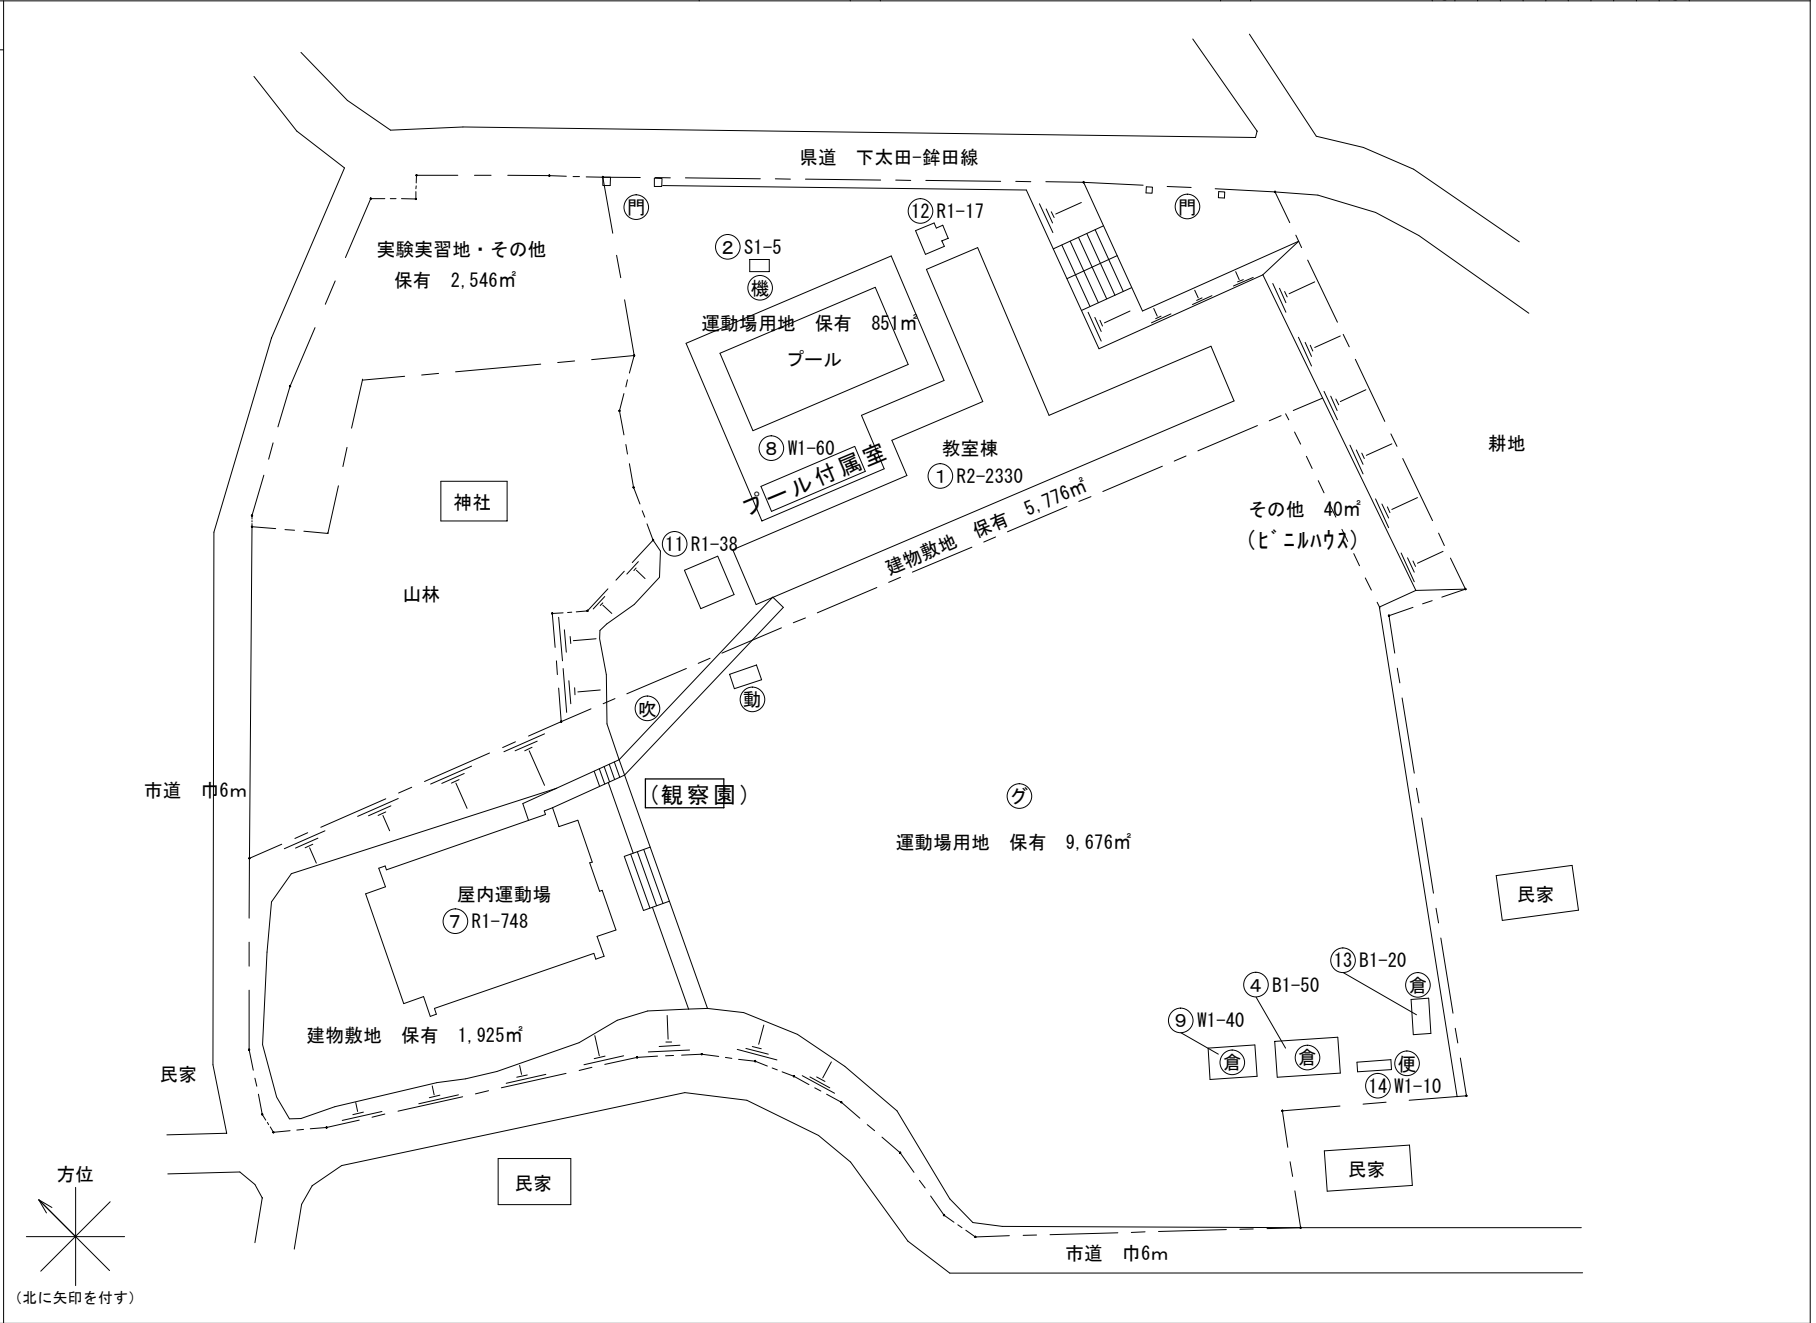 県道　下太田−鉾田線
門
⑫R1−17
門
②S1−5
機
実験実習地・その他
保有　2,546㎡
運動場用地　保有　851㎡
プール
⑧W1−60
プール付属室
教室棟
①R2−2330
耕地
神社
建物敷地　保有　5,776㎡
その他　40㎡
(ビニルハウス)
⑪R1−38
山林
吹
動
市道　巾6m
(観察園)
グ
運動場用地　保有　9,676㎡
屋内運動場
⑦R1−748
民家
⑬B1−20
倉
④B1−50
⑨W1−40
倉
倉
便
⑭W1−10
建物敷地　保有　1,925㎡
民家
民家
民家
方位
市道　巾6m
(北に矢印を付す)